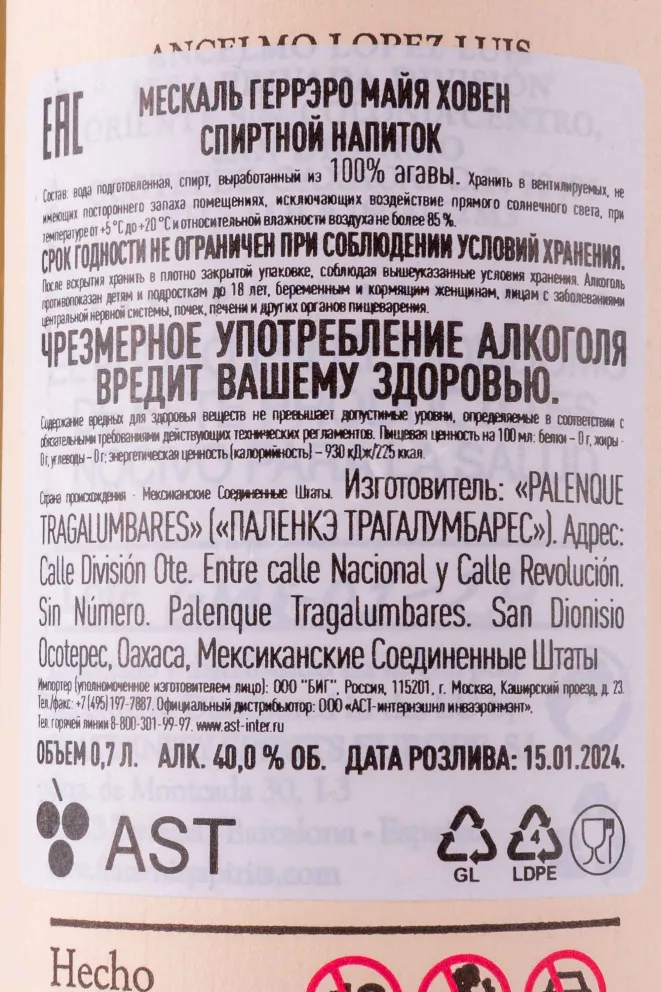 ANCELMO LOPEZ LUIS
ЕАС
МЕСКАЛЬ ГЕРРЭРО МАЙЯ ХОВЕН
СПИРТНОЙ НАПИТОК
Состав: вода подготовленная, спирт, выработанный из 100% агавы. Хранить в вентилируемых, не
имеющих постороннего запаха помещениях, исключающих воздействие прямого солнечного света, при
температуре от +5 °С до +20 °С и относительной влажности воздуха не более 85 %.
СРОК ГОДНОСТИ НЕ ОГРАНИЧЕН ПРИ СОБЛЮДЕНИИ УСЛОВИЙ ХРАНЕНИЯ.
После вскрытия хранить в плотно закрытой упаковке, соблюдая вышеуказанные условия хранения. Алкоголь
противопоказан детям и подросткам до 18 лет, беременным и кормящим женщинам, лицам с заболеваниями
центральной нервной системы, почек, печени и других органов пищеварения.
ЧРЕЗМЕРНОЕ УПОТРЕБЛЕНИЕ АЛКОГОЛЯ
ВРЕДИТ ВАШЕМУ ЗДОРОВЬЮ.
Содержание вредных для здоровья веществ не превышает допустимые уровни, определяемые в соответствии с
обязательными требованиями действующих технических регламентов. Пищевая ценность на 100 мл: белки – 0 г, жиры -
0 г, углеводы – 0 г; энергетическая ценность (калорийность) – 930 кДж/225 ккал.
Страна происхождения - Мексиканские Соединенные Штаты. Изготовитель: «PALENQUE
TRAGALUMBARES» («ПАЛЕНКЭ ТРАГАЛУМБАРЕС»). Адрес:
Calle División Ote. Entre calle Nacional y Calle Revolución.
Sin Número. Palenque Tragalumbares. San Dionisio
Ocotepec, Oaxaca, Мексиканские Соединенные Штаты
Импортер (уполномоченное изготовителем лицо): ООО "БИГ", Россия, 115201, г. Москва, Каширский проезд, д. 23.
Тел./факс: +7 (495) 197-7887. Официальный дистрибьютор: ООО «АСТ-интернэшнл инваэронмэнт».
Тел. горячей линии 8-800-301-99-97. www.ast-inter.ru
ОБЪЕМ 0,7 Л. АЛК. 40,0 % ОБ. ДАТА РОЗЛИВА: 15.01.2024.
AST
GL
4
LDPE
Hecho